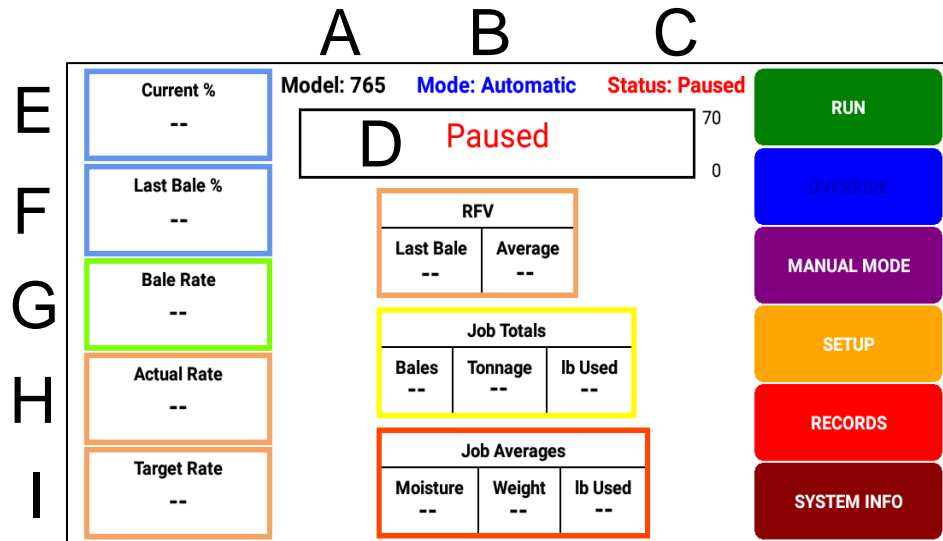 A B C
E F G H I
Model: 765 Mode: Automatic Status: Paused
D Paused
70
0
Current %
--
Last Bale %
--
Bale Rate
--
Actual Rate
--
Target Rate
--
RFV
Last Bale Average
-- --
Job Totals
Bales Tonnage lb Used
-- -- --
Job Averages
Moisture Weight lb Used
-- -- --
RUN
OVERRIDE
MANUAL MODE
SETUP
RECORDS
SYSTEM INFO